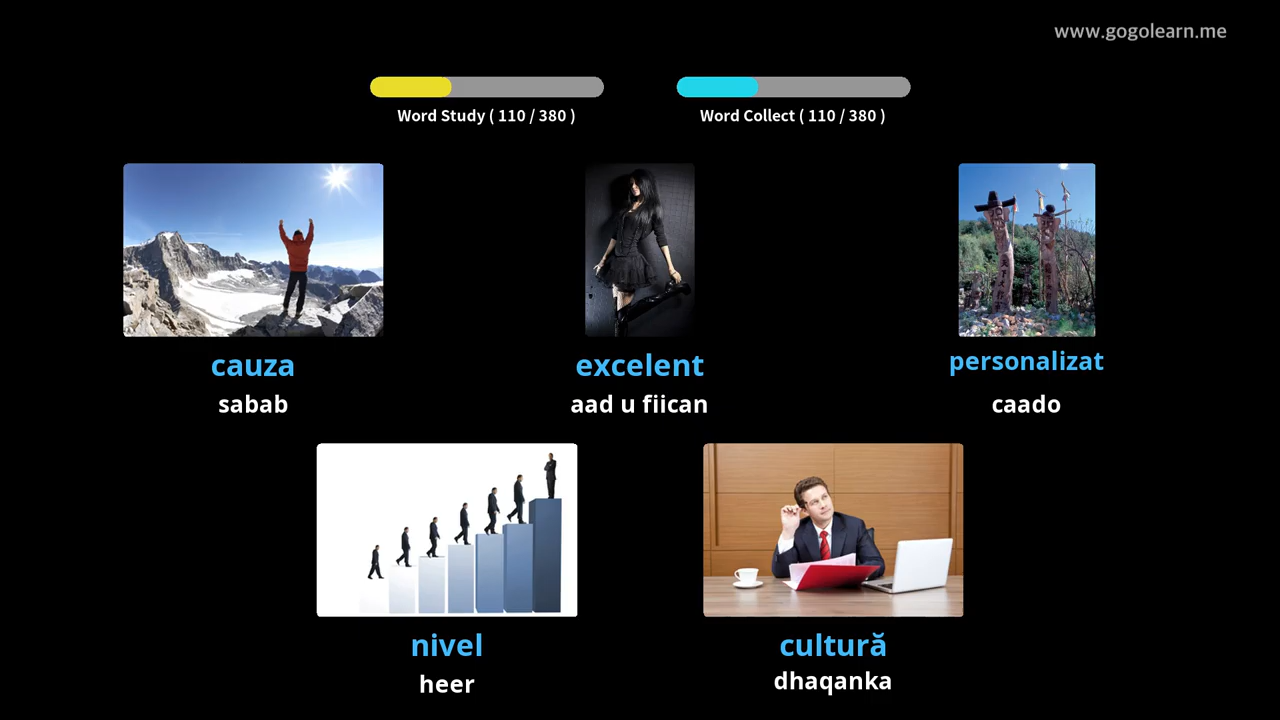 www.gogolearn.me
Word Study ( 110 / 380 )
Word Collect ( 110 / 380 )
cauza
sabab
excelent
aad u fiican
personalizat
caado
nivel
heer
cultură
dhaqanka